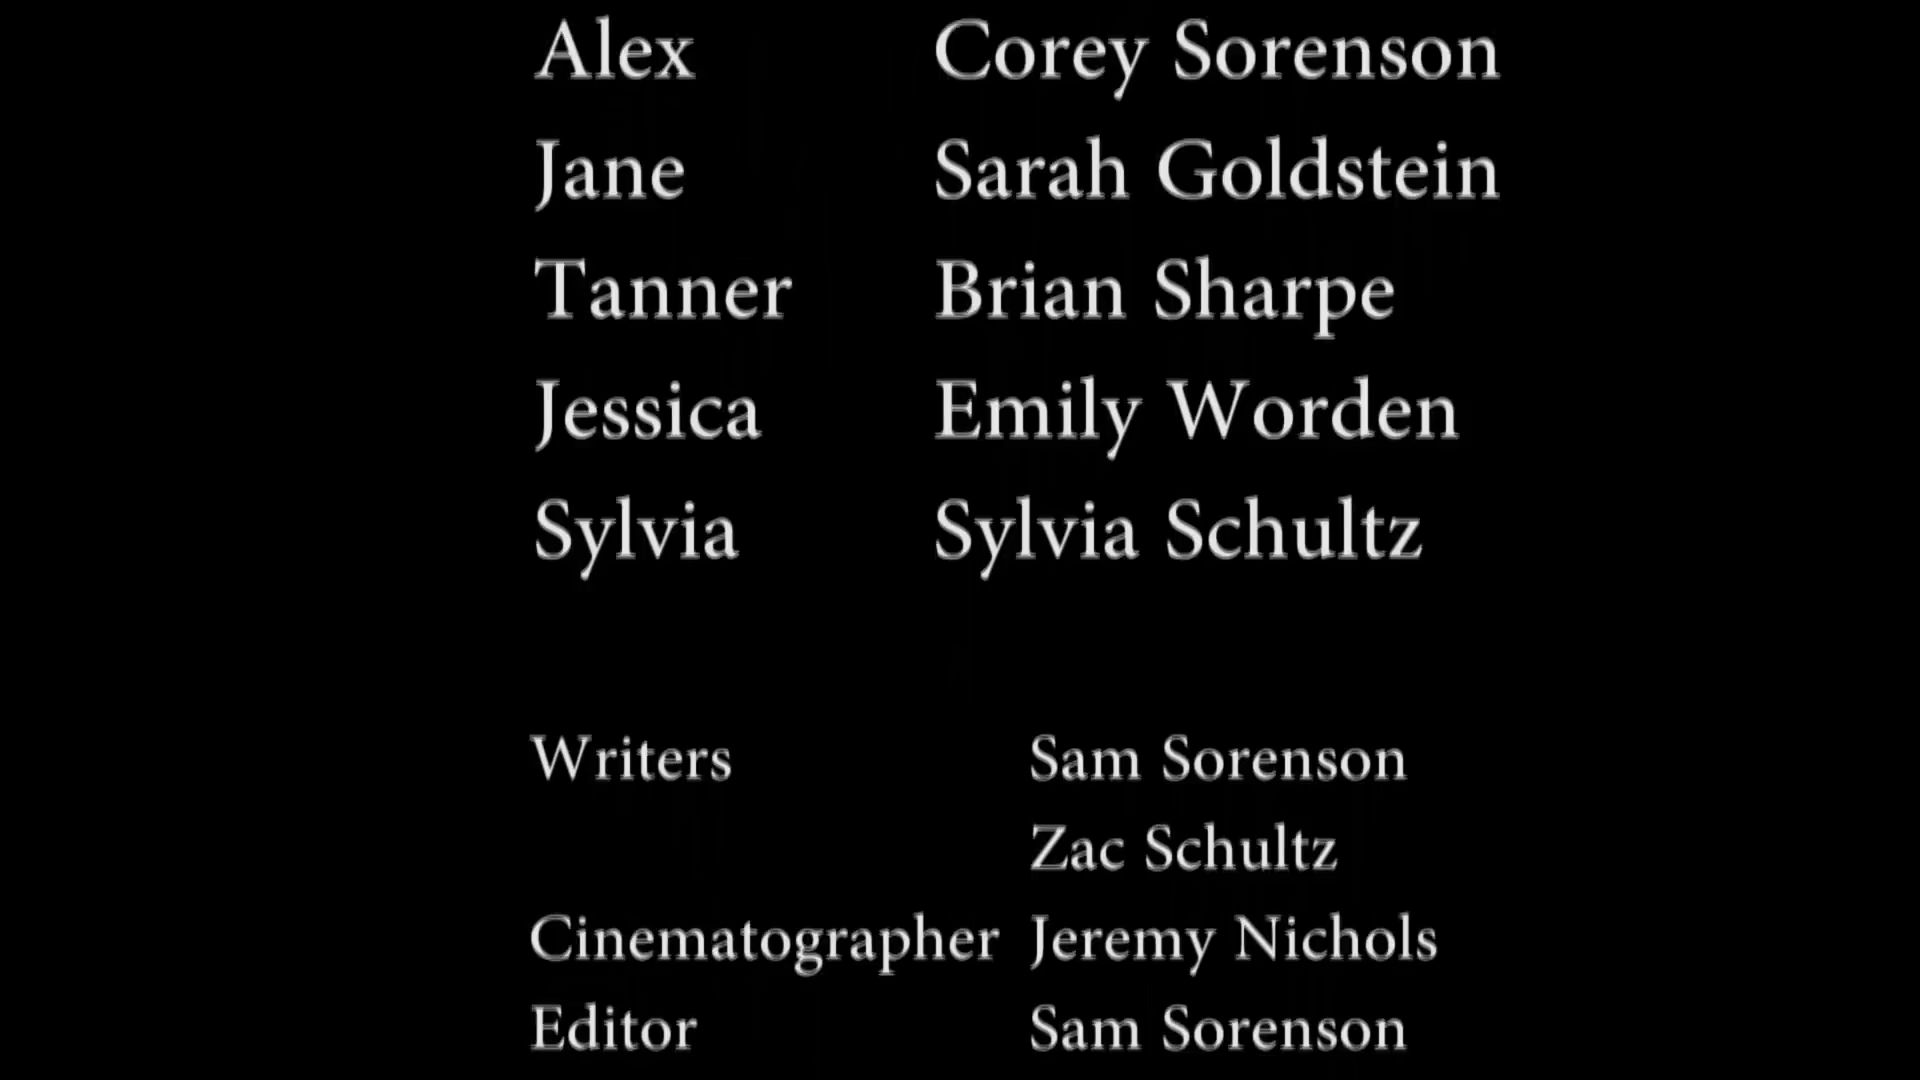 Alex Corey Sorenson
Jane Sarah Goldstein
Tanner Brian Sharpe
Jessica Emily Worden
Sylvia Sylvia Schultz
Writers Sam Sorenson
Zac Schultz
Cinematographer Jeremy Nichols
Editor Sam Sorenson